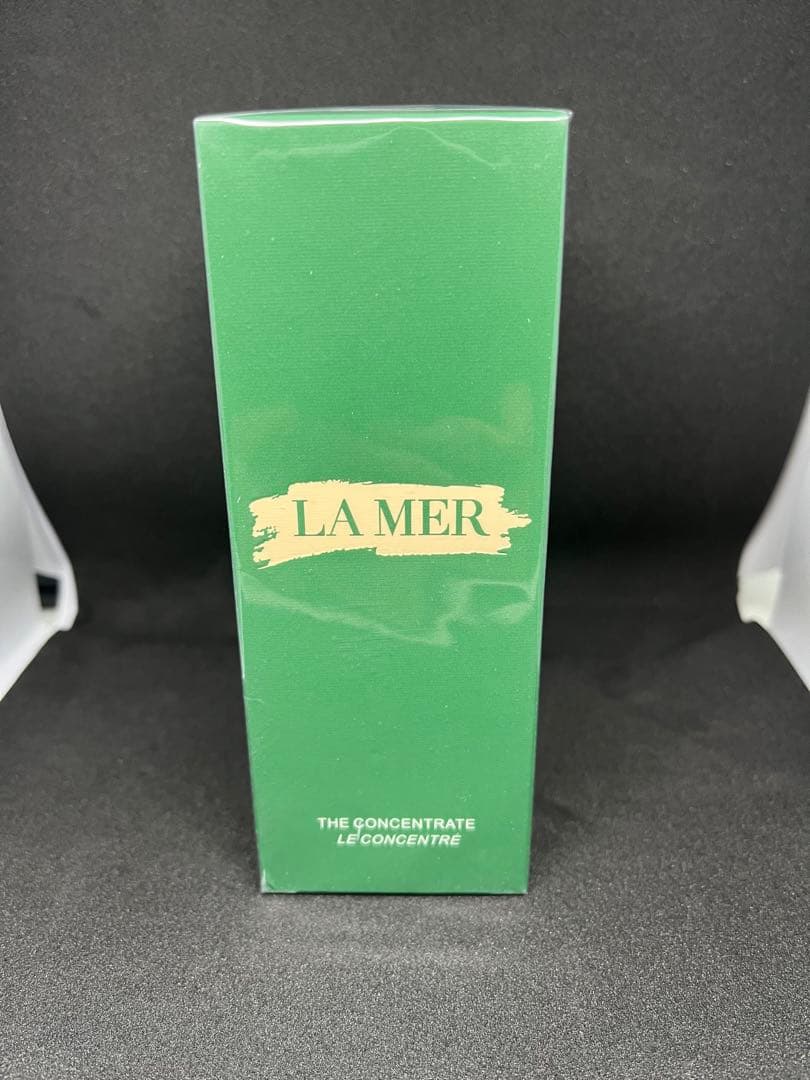 LA MER
THE CONCENTRATE
LE CONCENTRÉ